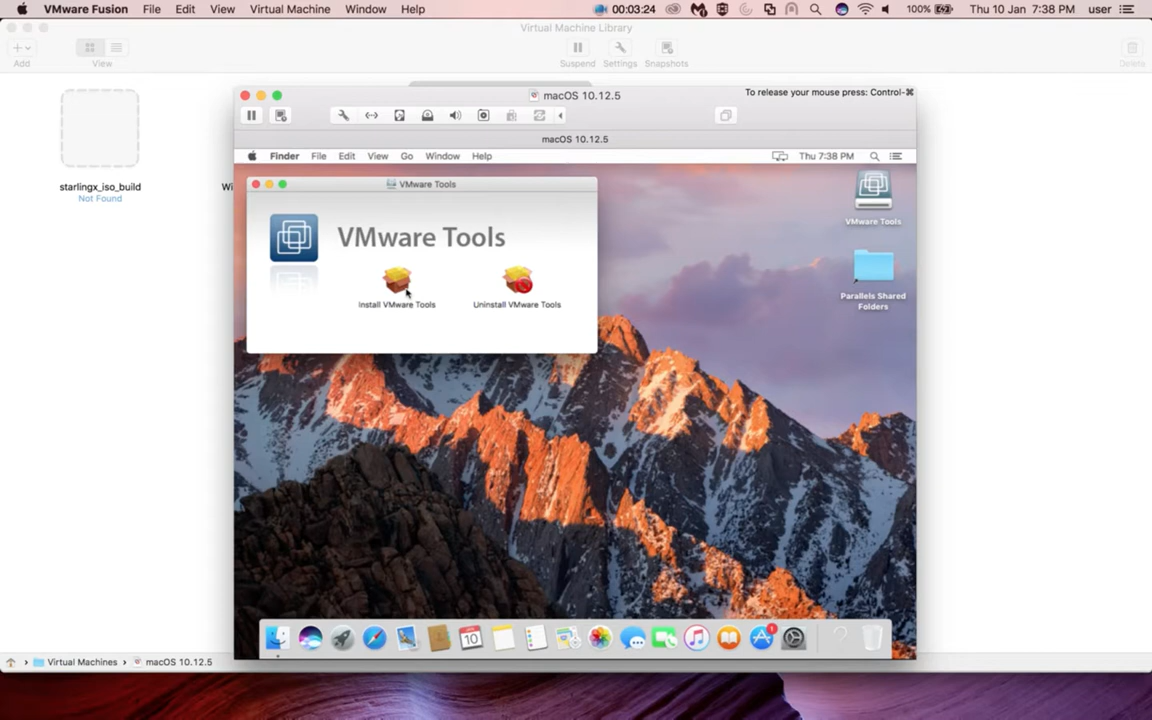 VMware Fusion File Edit View Virtual Machine Window Help 00:03:24 100% Thu 10 Jan 7:38 PM user
Virtual Machine Library
Add View Suspend Settings Snapshots Delete
macOS 10.12.5 To release your mouse press: Control-⌘
macOS 10.12.5
Finder File Edit View Go Window Help Thu 7:38 PM
VMware Tools
VMware Tools
Install VMware Tools
Uninstall VMware Tools
VMware Tools
Parallels Shared
Folders
starlingx_iso_build
Not Found
Wi
JAN
10
1
Virtual Machines › macOS 10.12.5